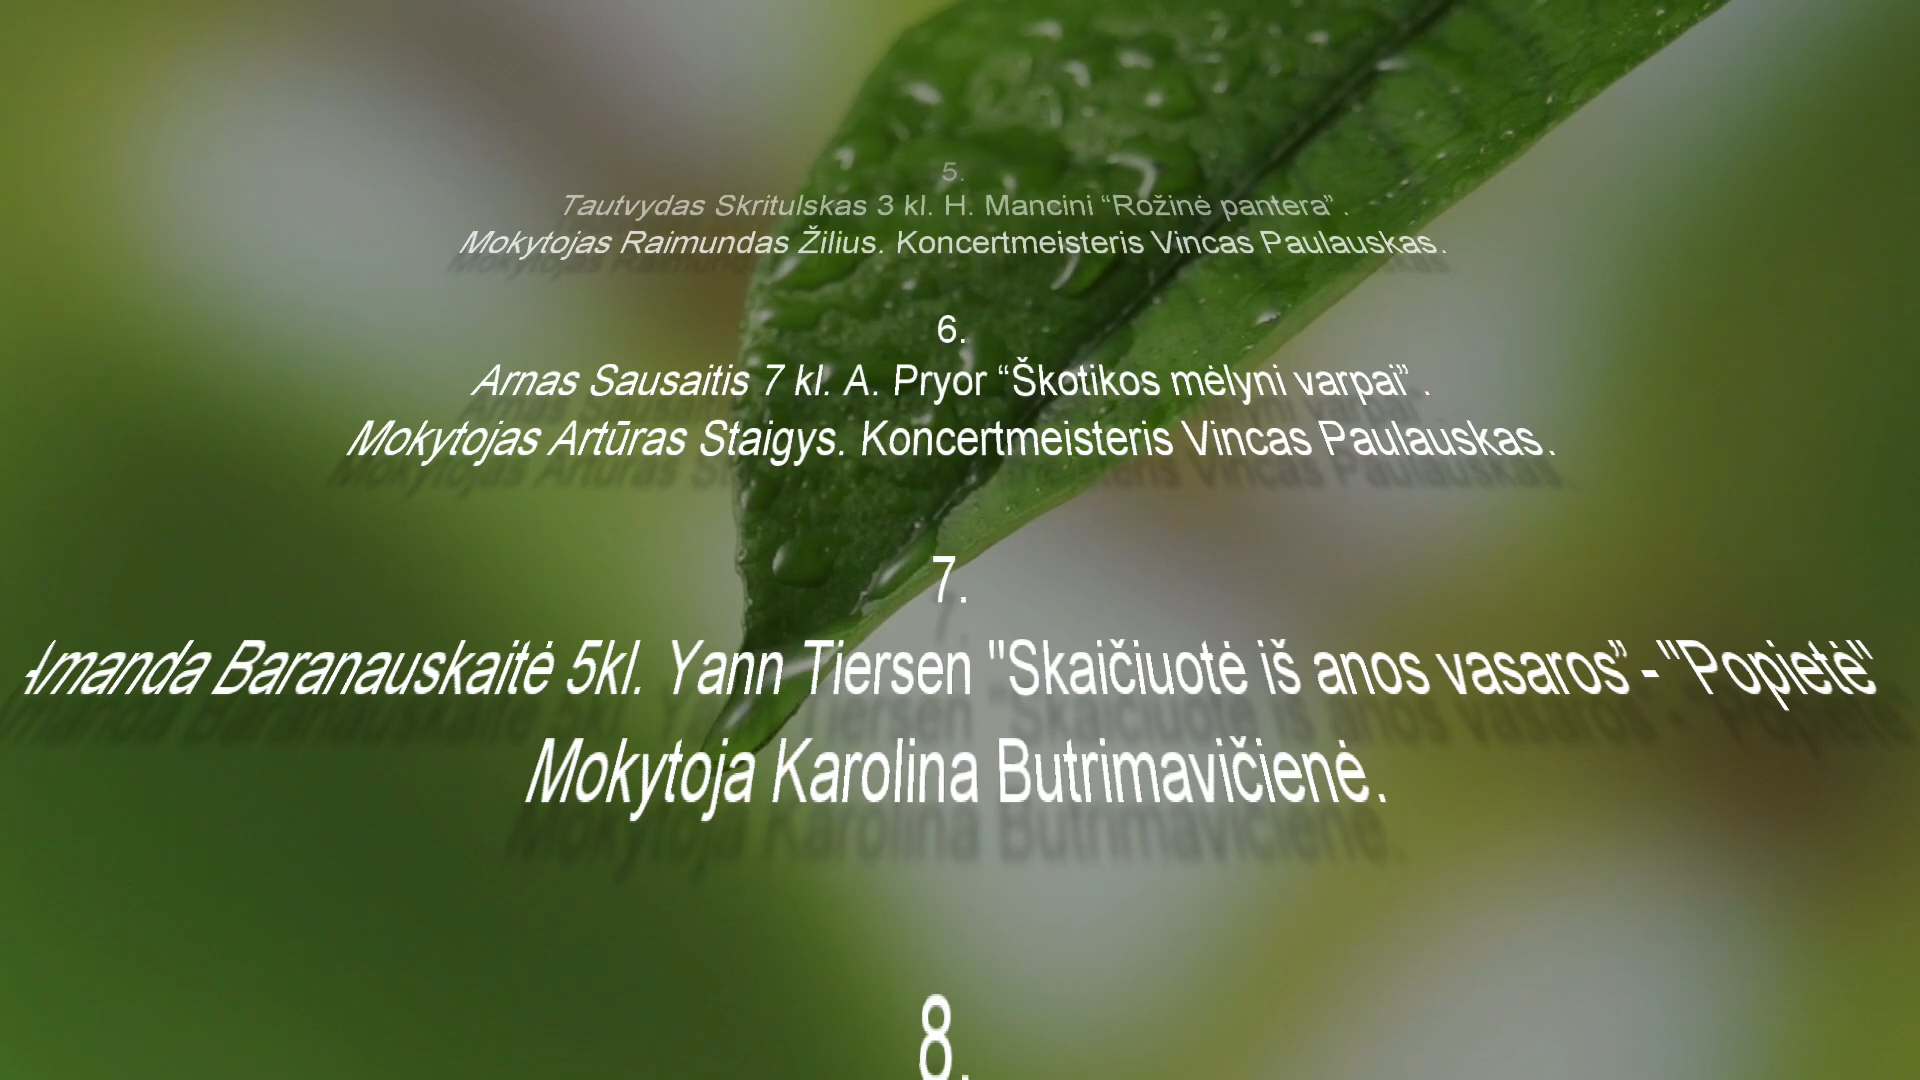 5.
Tautvydas Skritulskas 3 kl. H. Mancini “Rožinė pantera” .
Mokytojas Raimundas Žilius. Koncertmeisteris Vincas Paulauskas.
6.
Arnas Sausaitis 7 kl. A. Pryor “Škotikos mėlyni varpai” .
Mokytojas Artūras Staigys. Koncertmeisteris Vincas Paulauskas.
7.
Baranauskaitė 5kl. Yann Tiersen "Skaičiuotė iš anos vasaros” - "Popietė"
Mokytoja Karolina Butrimavičienė.
8.